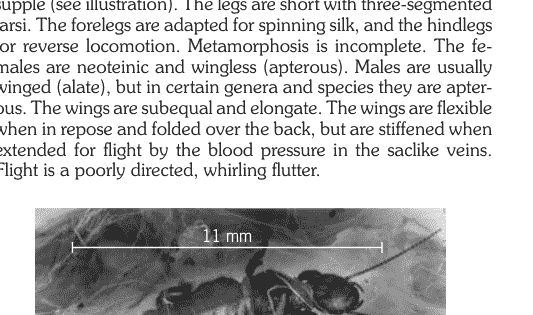 supple (see illustration). The legs are short with three-segmented
tarsi. The forelegs are adapted for spinning silk, and the hindlegs
for reverse locomotion. Metamorphosis is incomplete. The fe-
males are neoteinic and wingless (apterous). Males are usually
winged (alate), but in certain genera and species they are apter-
ous. The wings are subequal and elongate. The wings are flexible
when in repose and folded over the back, but are stiffened when
extended for flight by the blood pressure in the saclike veins.
Flight is a poorly directed, whirling flutter.
11 mm